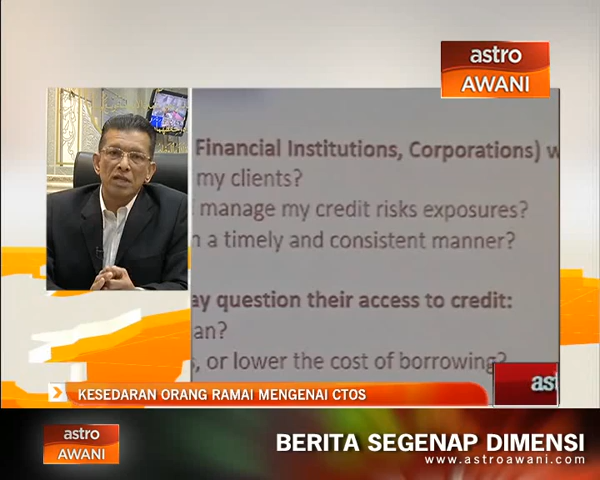 astro
AWANI
Financial Institutions, Corporations) w
my clients?
manage my credit risks exposures?
n a timely and consistent manner?
ay question their access to credit:
an?
, or lower the cost of borrowing?
ast
KESEDARAN ORANG RAMAI MENGENAI CTOS
astro
AWANI
BERITA SEGENAP DIMENSI
www.astroawani.com